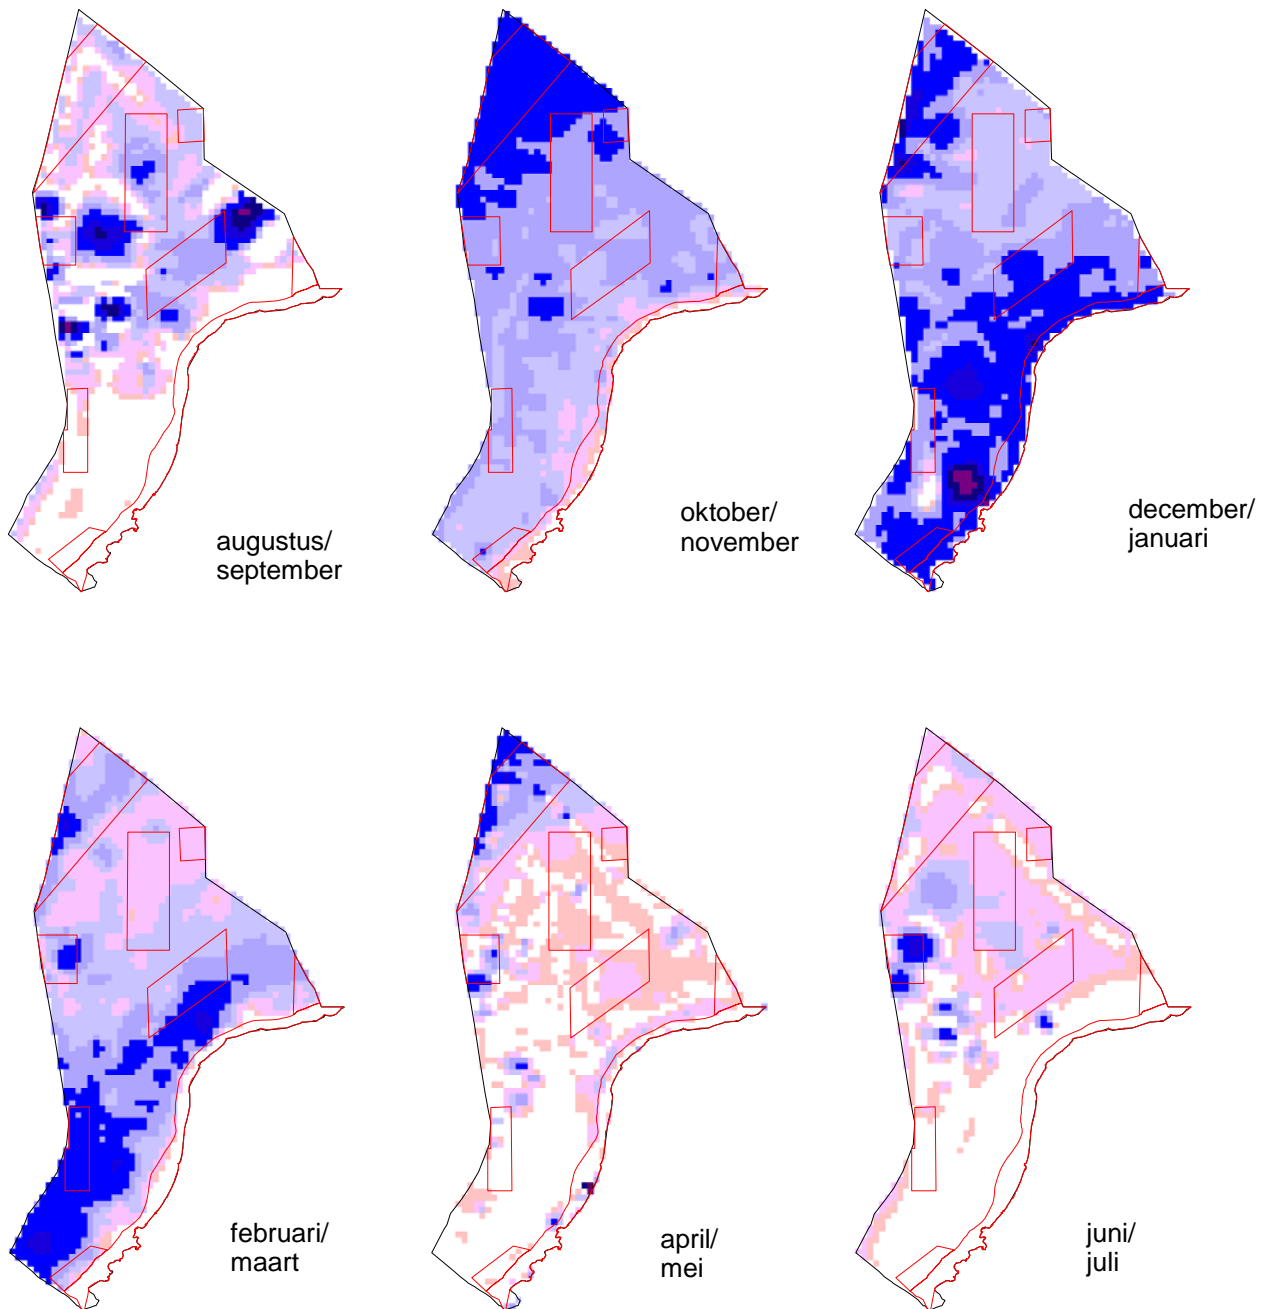 augustus/
september
oktober/
november
december/
januari
februari/
maart
april/
mei
juni/
juli